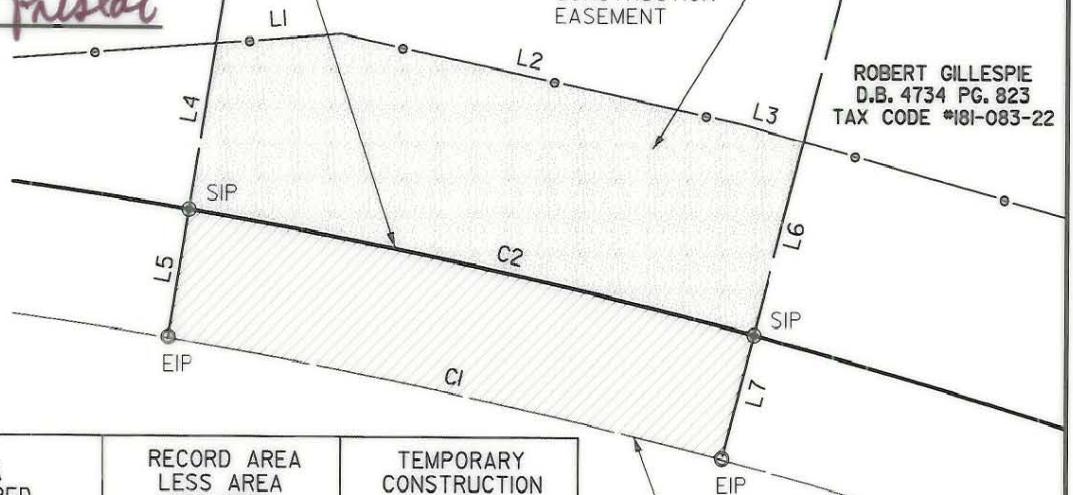 L1
CONSTRUCTION
EASEMENT
L2
L4
L3
ROBERT GILLESPIE
D.B. 4734 PG. 823
TAX CODE #181-083-22
SIP
L5
C2
L6
SIP
EIP
C1
L7
EIP
RECORD AREA
LESS AREA
TEMPORARY
CONSTRUCTION